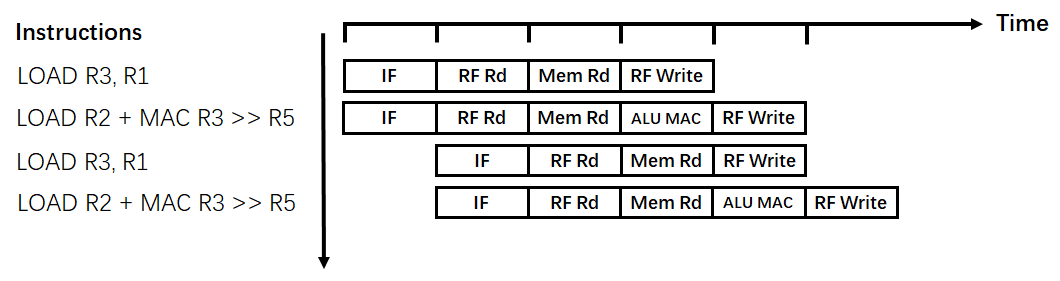 Time
Instructions
LOAD R3, R1 IF RF Rd Mem Rd RF Write
LOAD R2 + MAC R3 >> R5 IF RF Rd Mem Rd ALU MAC RF Write
LOAD R3, R1 IF RF Rd Mem Rd RF Write
LOAD R2 + MAC R3 >> R5 IF RF Rd Mem Rd ALU MAC RF Write